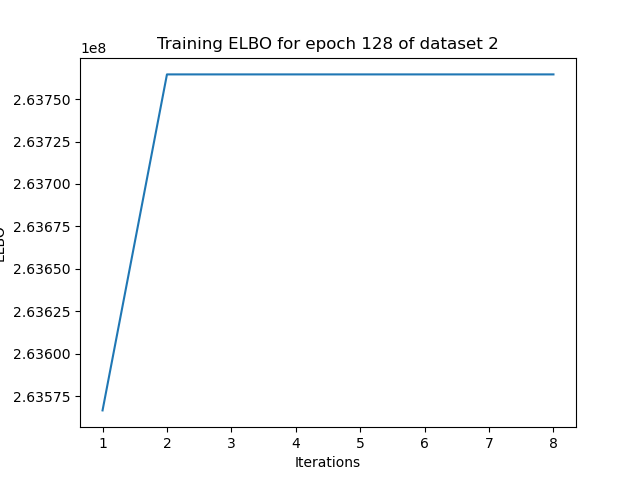 Training ELBO for epoch 128 of dataset 2
1e8
2.63750
2.63725
2.63700
2.63675
2.63650
2.63625
2.63600
2.63575
ELBO
1 2 3 4 5 6 7 8
Iterations